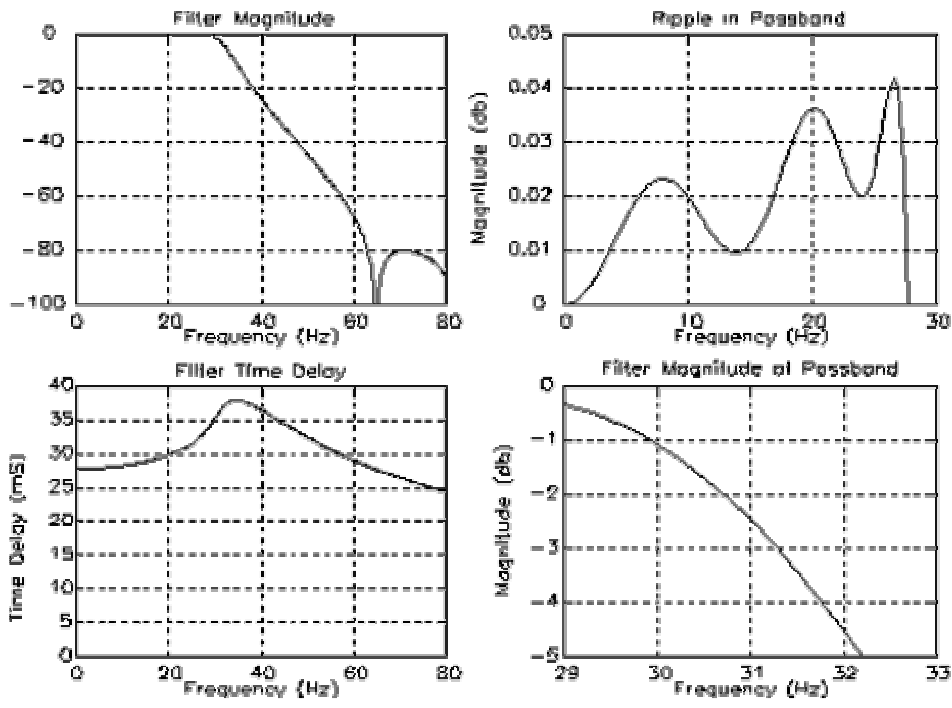 Filter Magnitude
0
-20
-40
-60
-80
-100
0 20 40 60 80
Frequency (Hz)
Ripple in Passband
Magnitude (db)
0.05
0.04
0.03
0.02
0.01
0
0 10 20 30
Frequency (Hz)
Filter Time Delay
Time Delay (mS)
40
35
30
25
20
15
10
5
0
0 20 40 60 80
Frequency (Hz)
Filter Magnitude at Passband
Magnitude (db)
0
-1
-2
-3
-4
-5
29 30 31 32 33
Frequency (Hz)